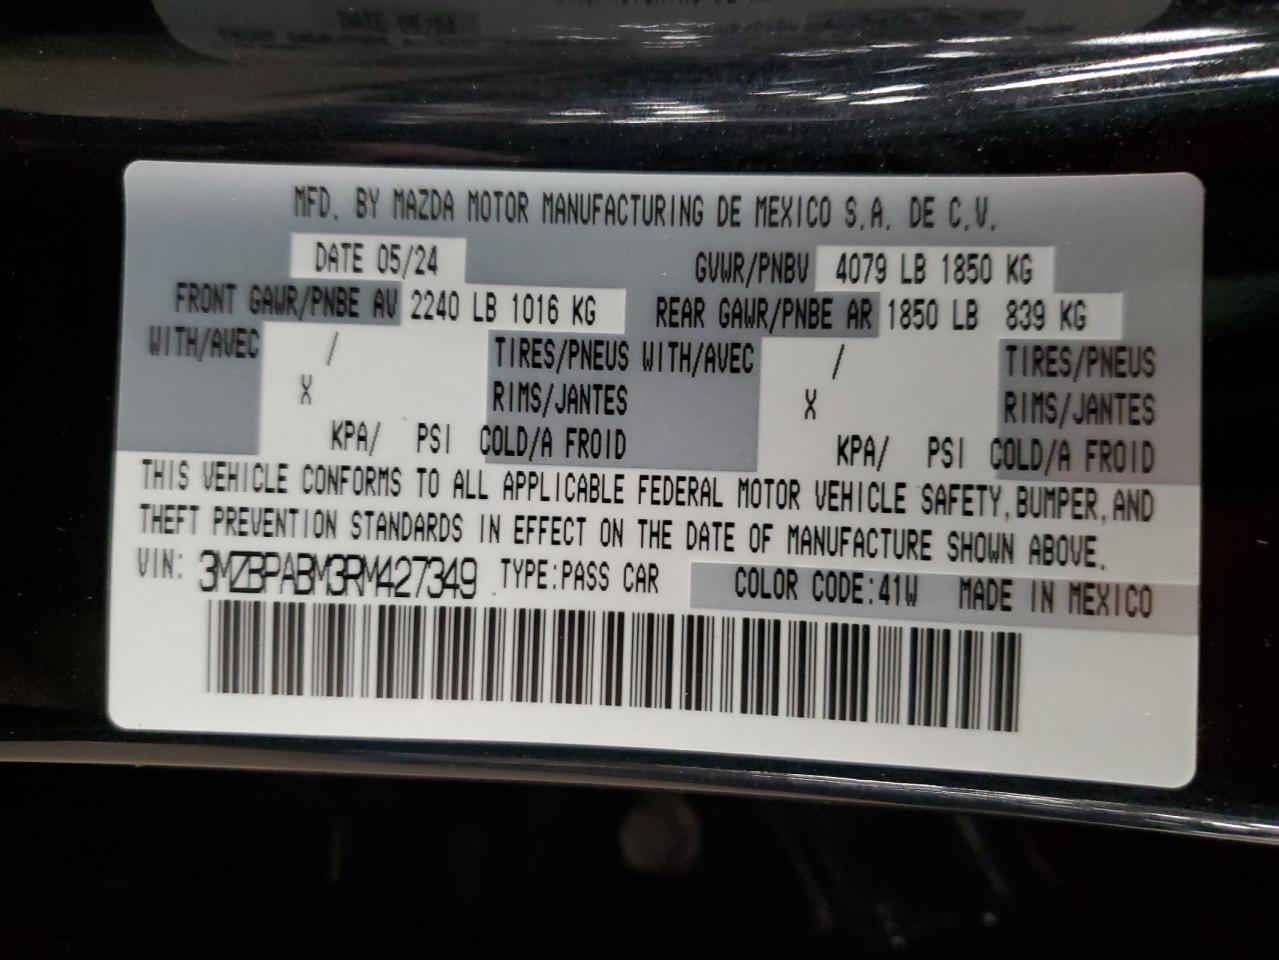 MFD. BY MAZDA MOTOR MANUFACTURING DE MEXICO S.A. DE C.V.
DATE 05/24 GVWR/PNBV 4079 LB 1850 KG
FRONT GAWR/PNBE AV 2240 LB 1016 KG REAR GAWR/PNBE AR 1850 LB 839 KG
WITH/AVEC / TIRES/PNEUS WITH/AVEC / TIRES/PNEUS
X RIMS/JANTES X RIMS/JANTES
KPA/ PSI COLD/A FROID KPA/ PSI COLD/A FROID
THIS VEHICLE CONFORMS TO ALL APPLICABLE FEDERAL MOTOR VEHICLE SAFETY, BUMPER, AND
THEFT PREVENTION STANDARDS IN EFFECT ON THE DATE OF MANUFACTURE SHOWN ABOVE.
VIN: 3MZBPABM3RM427349 TYPE:PASS CAR COLOR CODE:41W MADE IN MEXICO